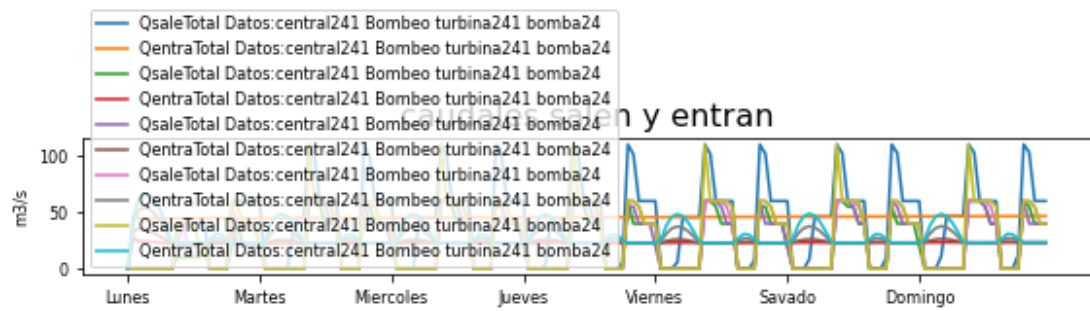 QsaleTotal Datos:central241 Bombeo turbina241 bomba24
QentraTotal Datos:central241 Bombeo turbina241 bomba24
QsaleTotal Datos:central241 Bombeo turbina241 bomba24
QentraTotal Datos:central241 Bombeo turbina241 bomba24
QsaleTotal Datos:central241 Bombeo turbina241 bomba24
QentraTotal Datos:central241 Bombeo turbina241 bomba24
QsaleTotal Datos:central241 Bombeo turbina241 bomba24
QentraTotal Datos:central241 Bombeo turbina241 bomba24
QsaleTotal Datos:central241 Bombeo turbina241 bomba24
QentraTotal Datos:central241 Bombeo turbina241 bomba24
caudales salen y entran
100
50
0
m3/s
Lunes Martes Miercoles Jueves Viernes Savado Domingo